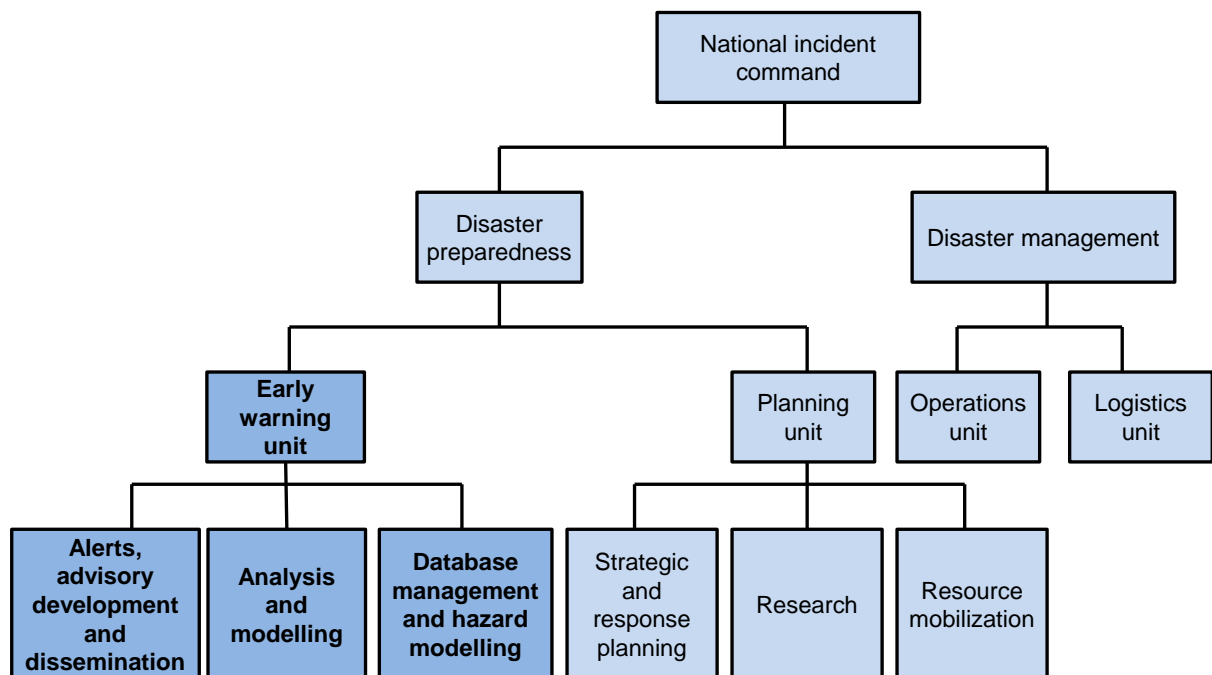 National incident
command
Disaster
preparedness
Disaster management
Early
warning
unit
Planning
unit
Operations
unit
Logistics
unit
Alerts,
advisory
development
and
dissemination
Analysis
and
modelling
Database
management
and hazard
modelling
Strategic
and
response
planning
Research
Resource
mobilization